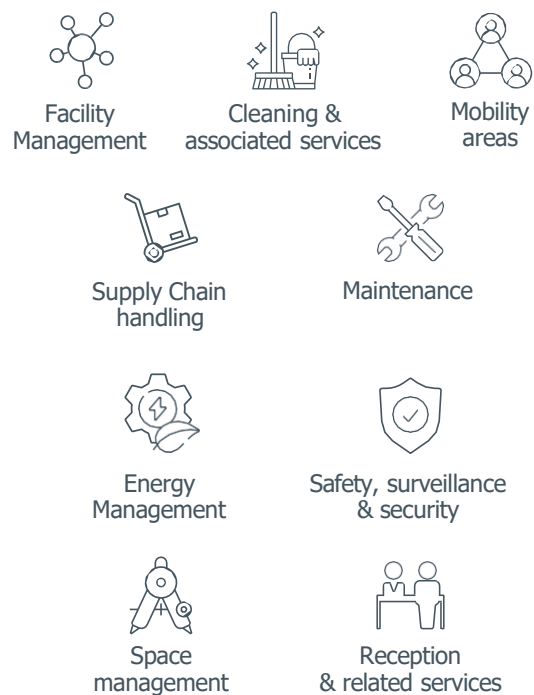 Facility
Management
Cleaning &
associated services
Mobility
areas
Supply Chain
handling
Maintenance
Energy
Management
Safety, surveillance
& security
Space
management
Reception
& related services